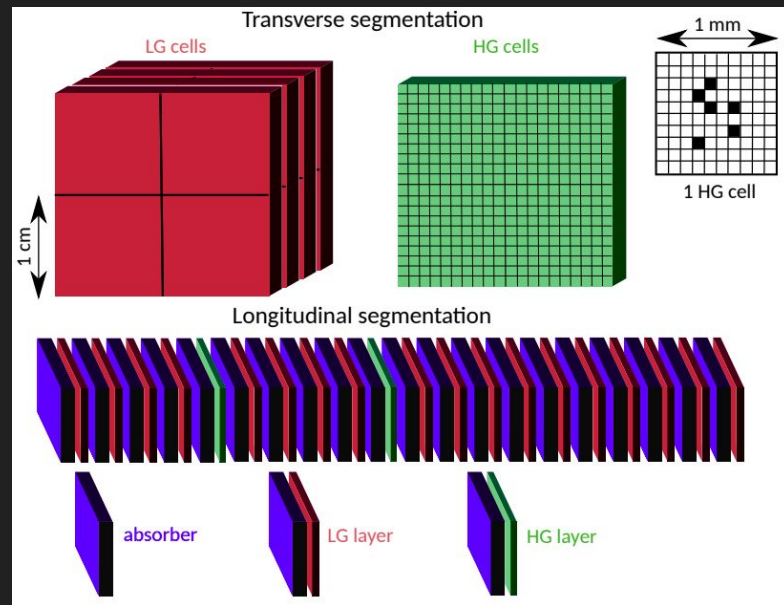 Transverse segmentation
LG cells
HG cells
1 mm
1 HG cell
1 cm
Longitudinal segmentation
absorber
LG layer
HG layer